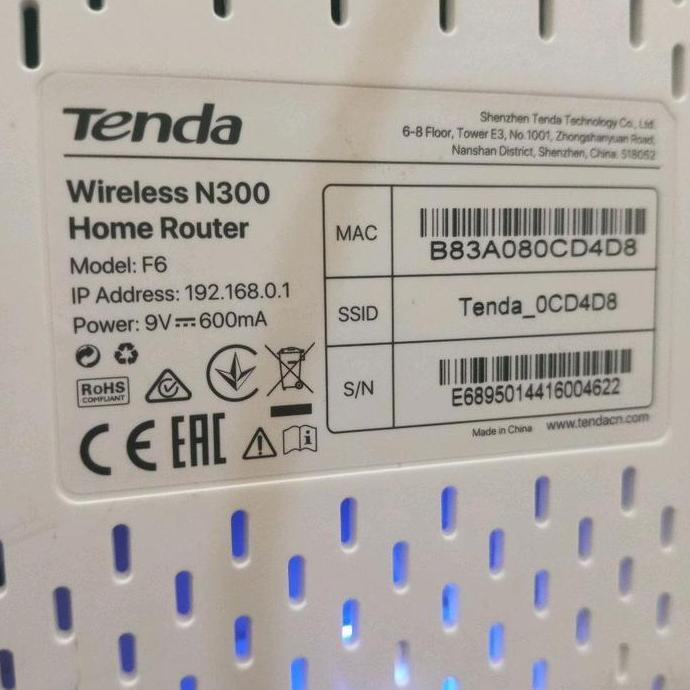 Tenda
Shenzhen Tenda Technology Co., Ltd.
6-8 Floor, Tower E3, No.1001, Zhongshanyuan Road,
Nanshan District, Shenzhen, China. 518052
Wireless N300
Home Router
Model: F6
IP Address: 192.168.0.1
Power: 9V⎓600mA
RoHS
COMPLIANT
CE EAC
MAC
B83A080CD4D8
SSID
Tenda_0CD4D8
S/N
E6895014416004622
Made in China www.tendacn.com